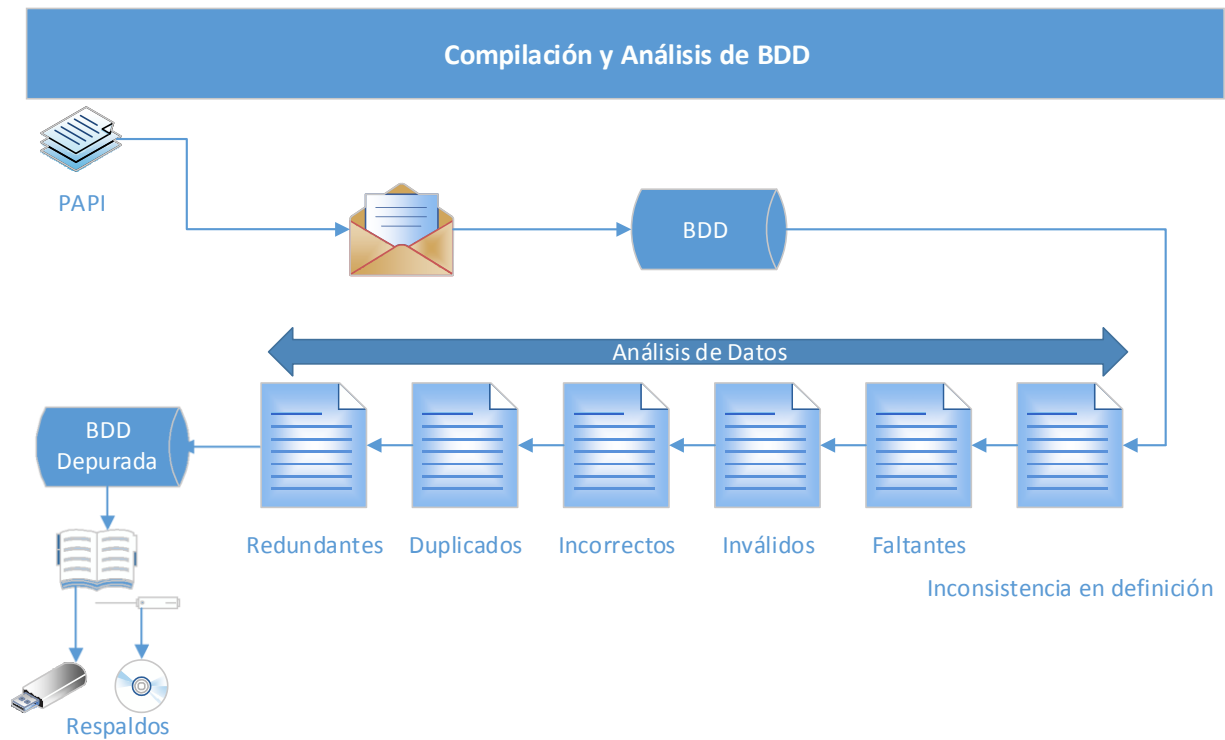 Compilación y Análisis de BDD
PAPI
BDD
Análisis de Datos
BDD
Depurada
Redundantes
Duplicados
Incorrectos
Inválidos
Faltantes
Inconsistencia en definición
Respaldos